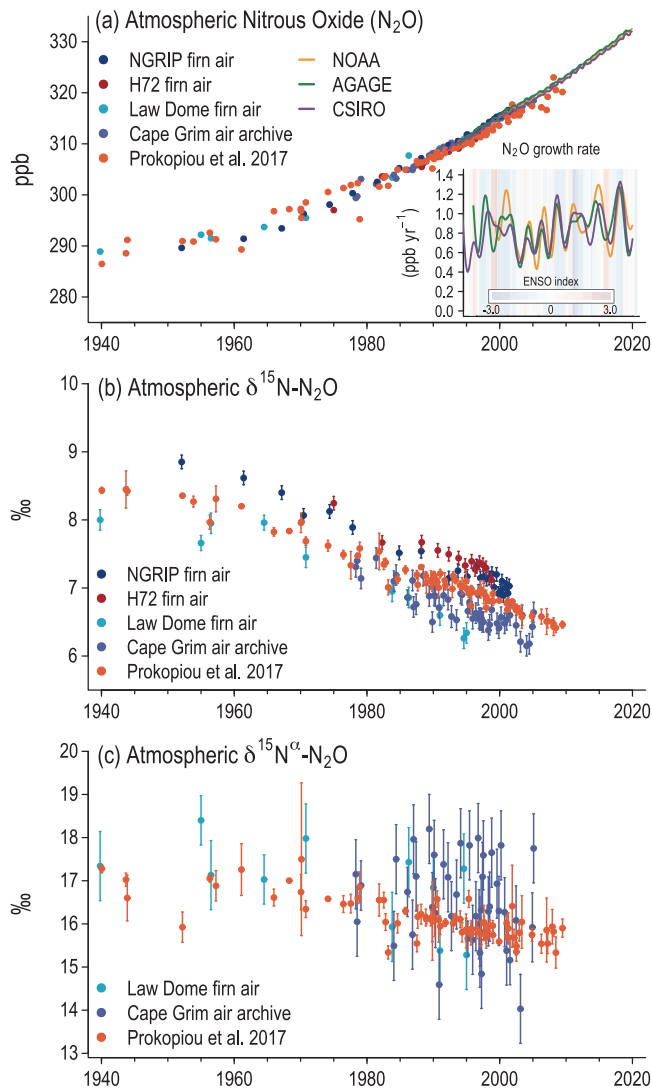 (a) Atmospheric Nitrous Oxide (N₂O)
330
320
310
300
290
280
ppb
NGRIP firn air
H72 firn air
Law Dome firn air
Cape Grim air archive
Prokopiou et al. 2017
NOAA
AGAGE
CSIRO
N₂O growth rate
1.4
1.2
1.0
0.8
0.6
0.4
0.2
0.0
(ppb yr⁻¹)
ENSO index
-3.0 0 3.0
1940 1960 1980 2000 2020
(b) Atmospheric δ¹⁵N-N₂O
10
9
8
7
6
‰
NGRIP firn air
H72 firn air
Law Dome firn air
Cape Grim air archive
Prokopiou et al. 2017
1940 1960 1980 2000 2020
(c) Atmospheric δ¹⁵Nᵅ-N₂O
20
19
18
17
16
15
14
13
‰
Law Dome firn air
Cape Grim air archive
Prokopiou et al. 2017
1940 1960 1980 2000 2020